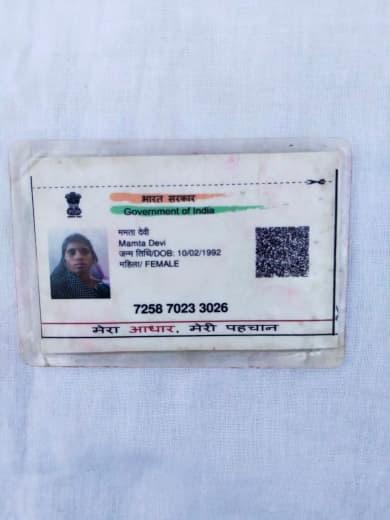 भारत सरकार
Government of India
ममता देवी
Mamta Devi
जन्म तिथि/DOB: 10/02/1992
महिला/ FEMALE
7258 7023 3026
मेरा आधार, मेरी पहचान